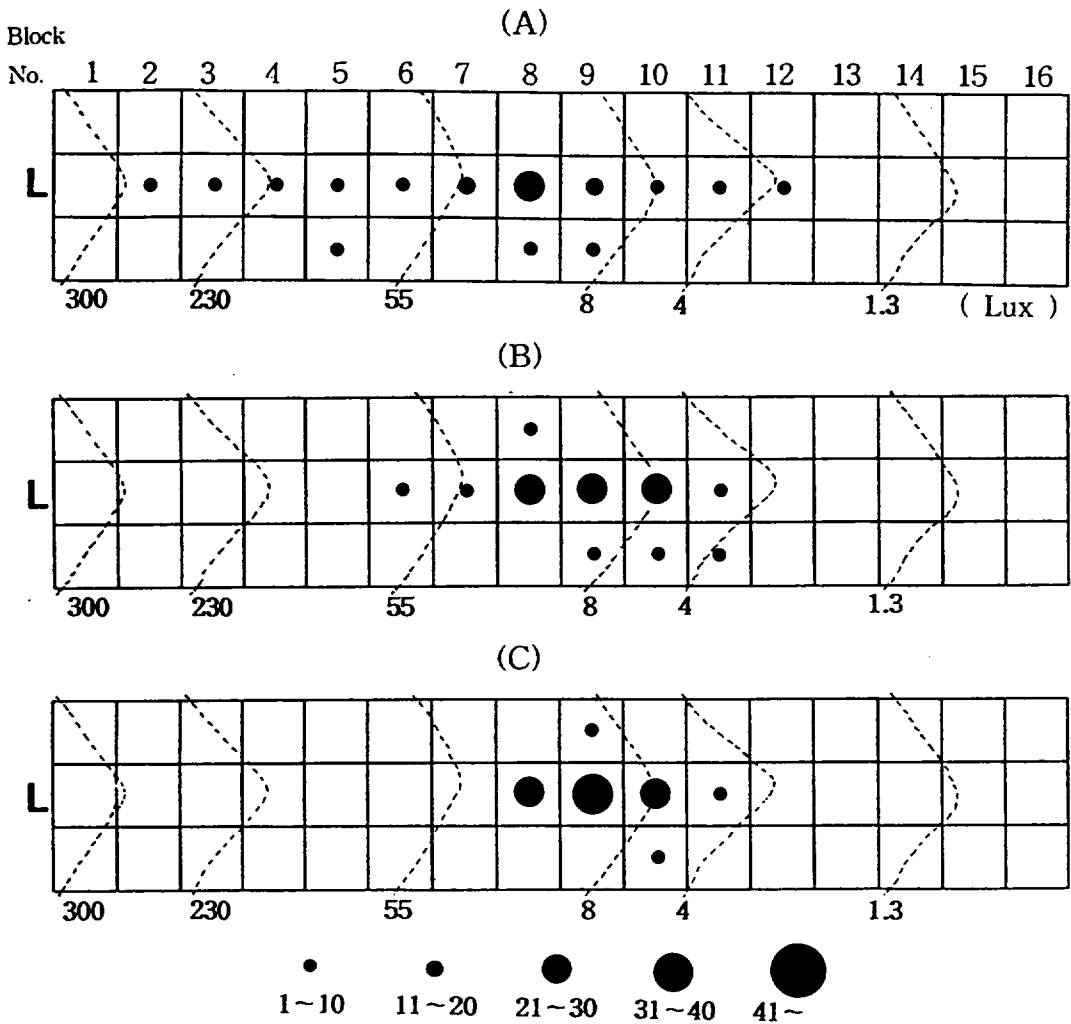 (A)
Block
No. 1 2 3 4 5 6 7 8 9 10 11 12 13 14 15 16
L
300 230 55 8 4 1.3 ( Lux )
(B)
L
300 230 55 8 4 1.3
(C)
L
300 230 55 8 4 1.3
1~10 11~20 21~30 31~40 41~